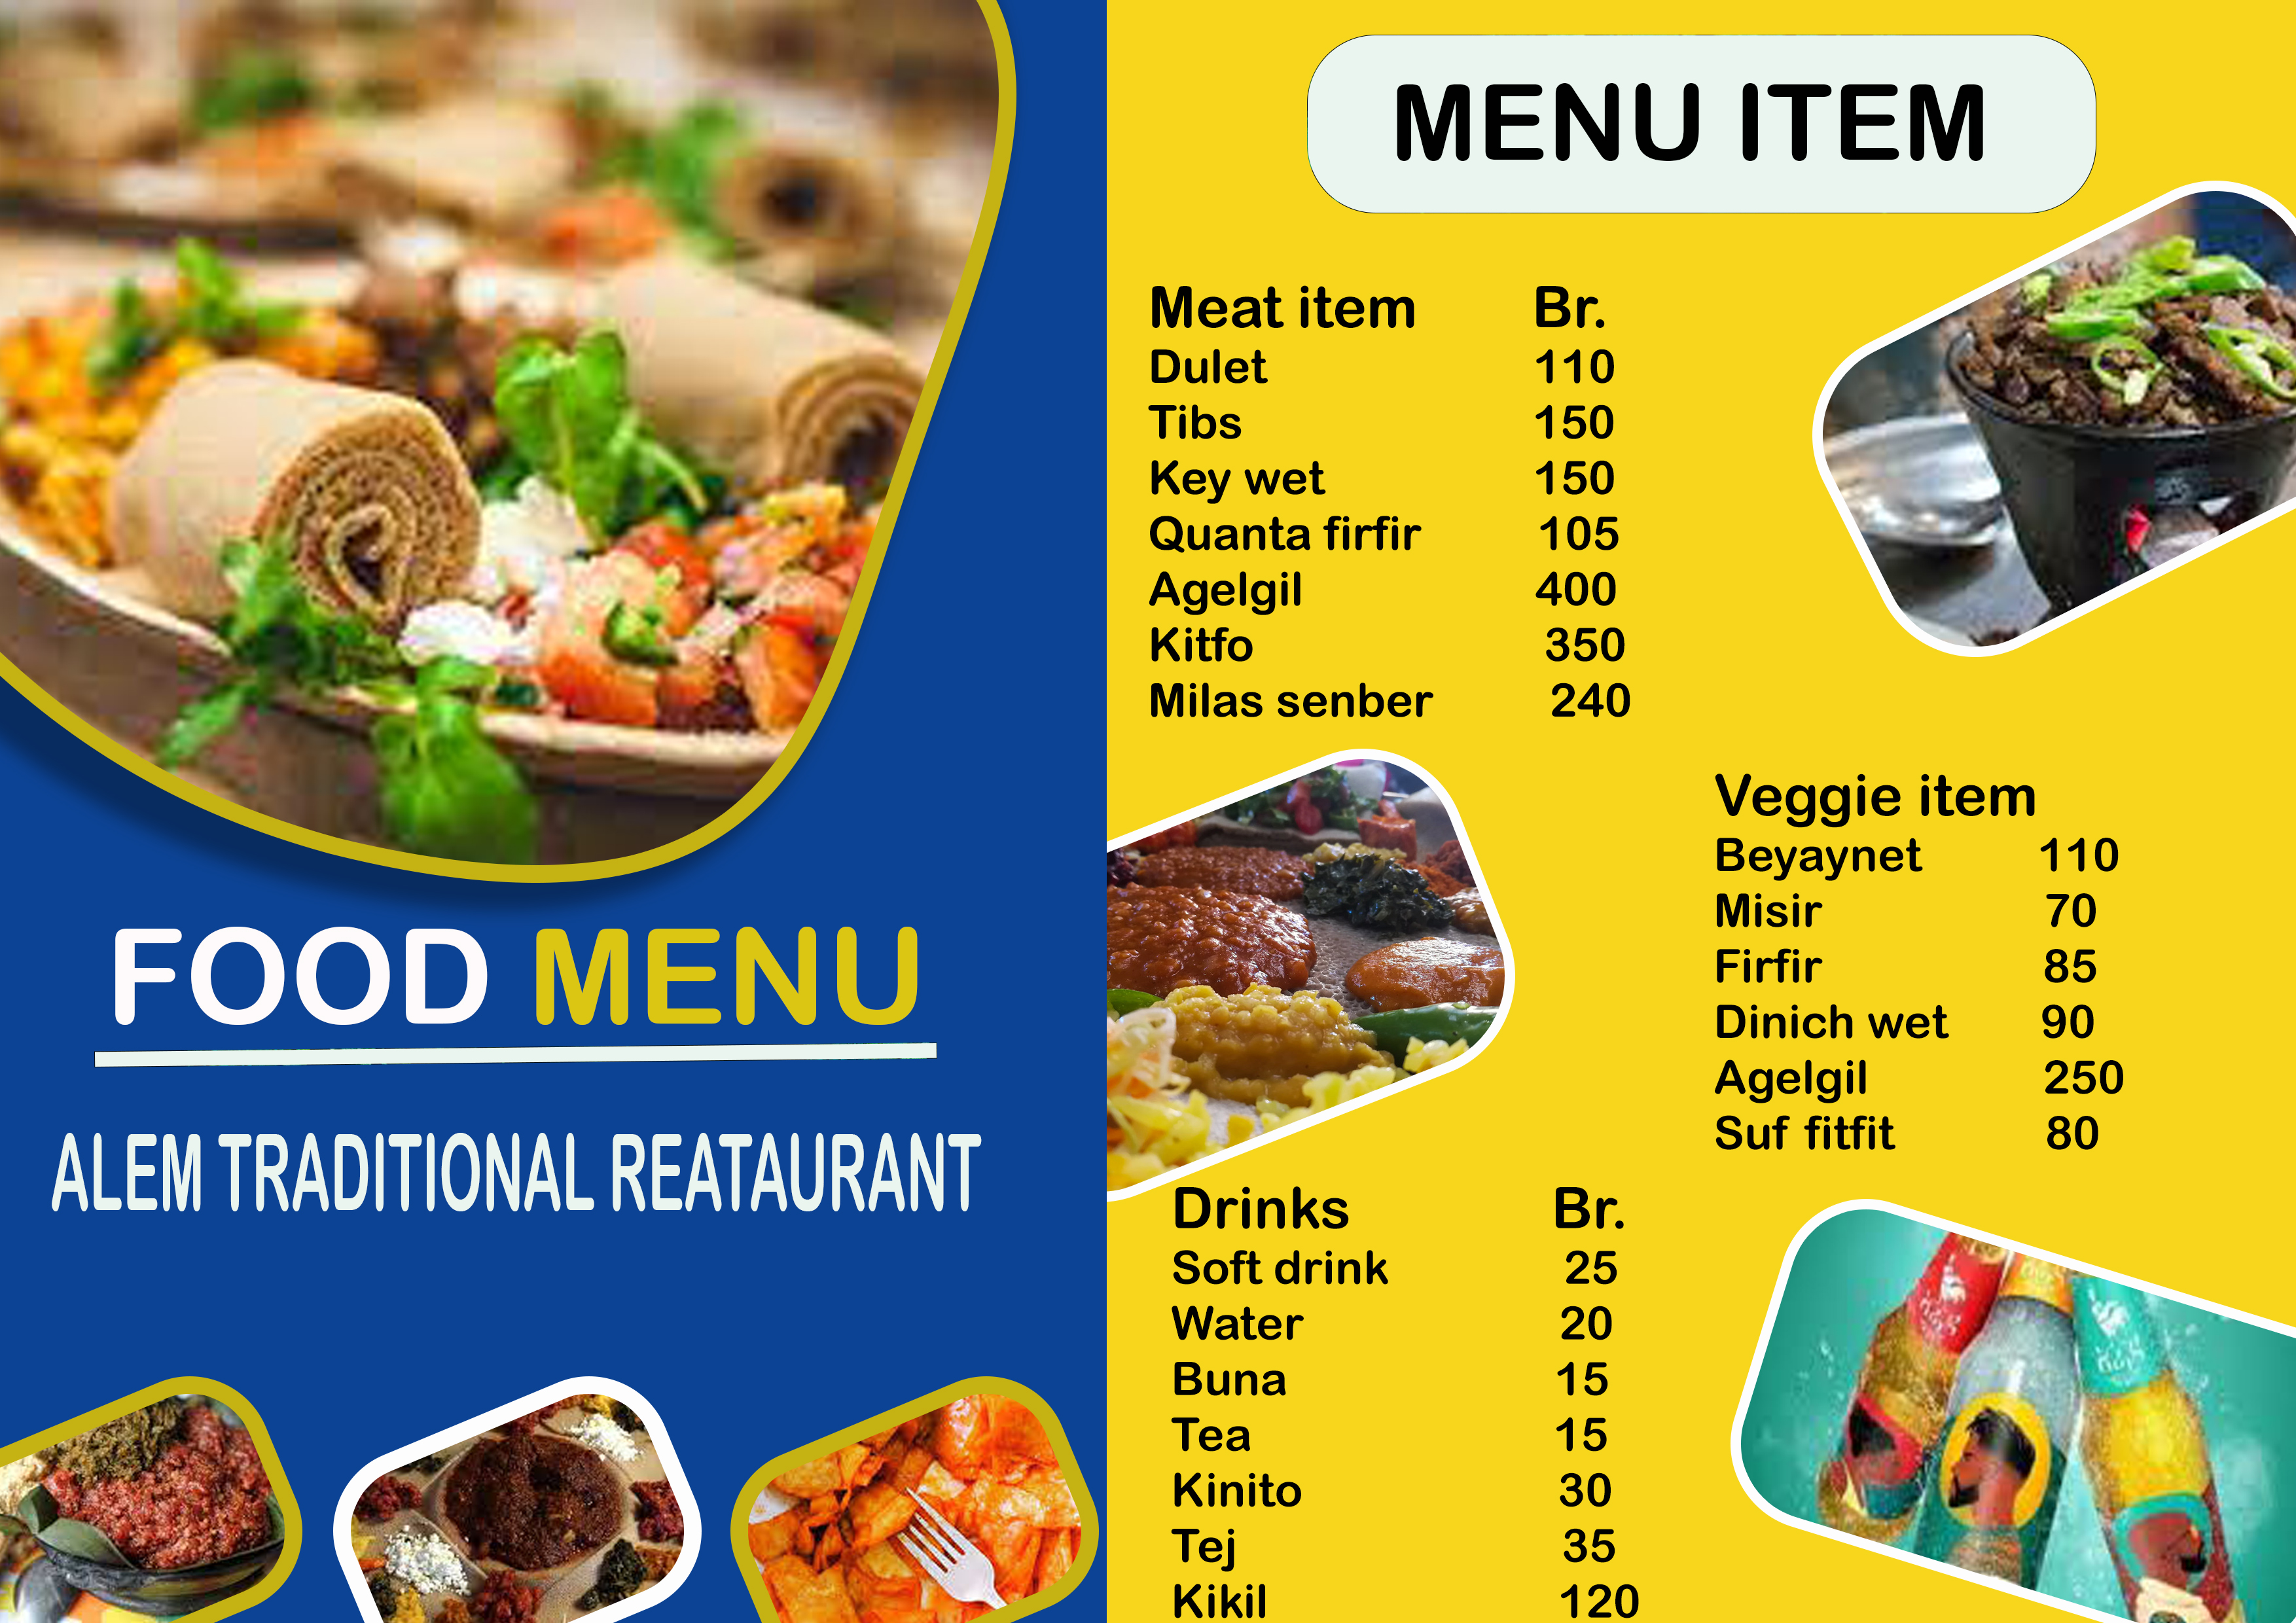 FOOD MENU
ALEM TRADITIONAL REATAURANT
MENU ITEM
Meat item Br.
Dulet 110
Tibs 150
Key wet 150
Quanta firfir 105
Agelgil 400
Kitfo 350
Milas senber 240
Veggie item
Beyaynet 110
Misir 70
Firfir 85
Dinich wet 90
Agelgil 250
Suf fitfit 80
Drinks Br.
Soft drink 25
Water 20
Buna 15
Tea 15
Kinito 30
Tej 35
Kikil 120